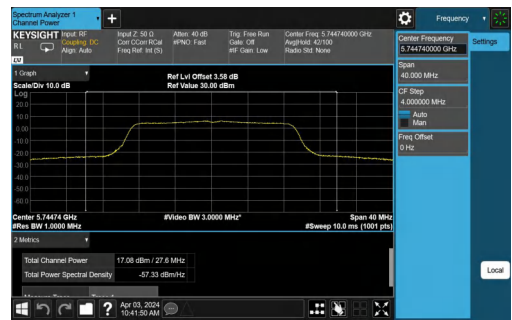 Spectrum Analyzer 1
Channel Power
+
Frequency
KEYSIGHT
RL
LXI
Input: RF
Coupling: DC
Align: Auto
Input Z: 50 Ω
Corr CCorr RCal
Freq Ref: Int (S)
Atten: 40 dB
#PNO: Fast
Trig: Free Run
Gate: Off
#IF Gain: Low
Center Freq: 5.744740000 GHz
Avg|Hold: 42/100
Radio Std: None
Center Frequency
5.744740000 GHz
Settings
Span
40.000 MHz
CF Step
4.000000 MHz
Auto
Man
Freq Offset
0 Hz
Local
1 Graph
Scale/Div 10.0 dB
Ref Lvl Offset 3.58 dB
Ref Value 30.00 dBm
Log
20.0
10.0
0.00
-10.0
-20.0
-30.0
-40.0
-50.0
-60.0
Center 5.74474 GHz
#Res BW 1.0000 MHz
#Video BW 3.0000 MHz*
Span 40 MHz
#Sweep 10.0 ms (1001 pts)
2 Metrics
Total Channel Power 17.08 dBm / 27.6 MHz
Total Power Spectral Density -57.33 dBm/Hz
?
Apr 03, 2024
10:41:50 AM